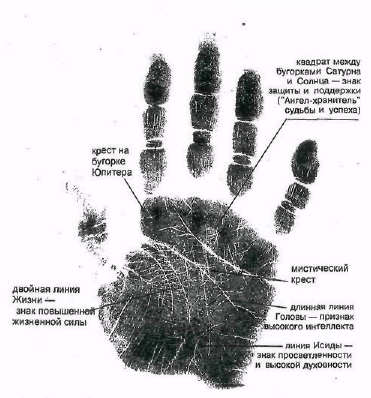 квадрат между
бугорками Сатурна
и Солнца — знак
защиты и поддержки
("Ангел-хранитель"
судьбы и успеха)
крест на
бугорке
Юпитера
мистический
крест
двойная линия
Жизни —
знак повышенной
жизненной силы
длинная линия
Головы — признак
высокого интеллекта
линия Исиды —
знак просветленности
и высокой духовности